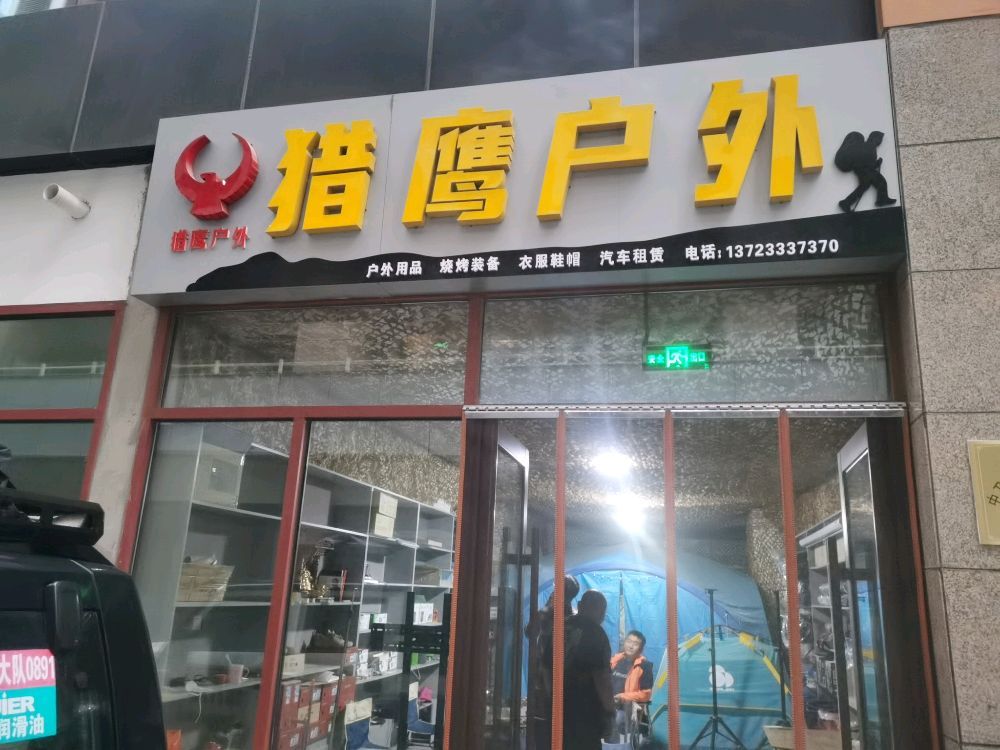 猎鹰户外
猎鹰户外
户外用品 烧烤装备 衣服鞋帽 汽车租赁 电话:13723337370
安全 出口
大队0891
润滑油